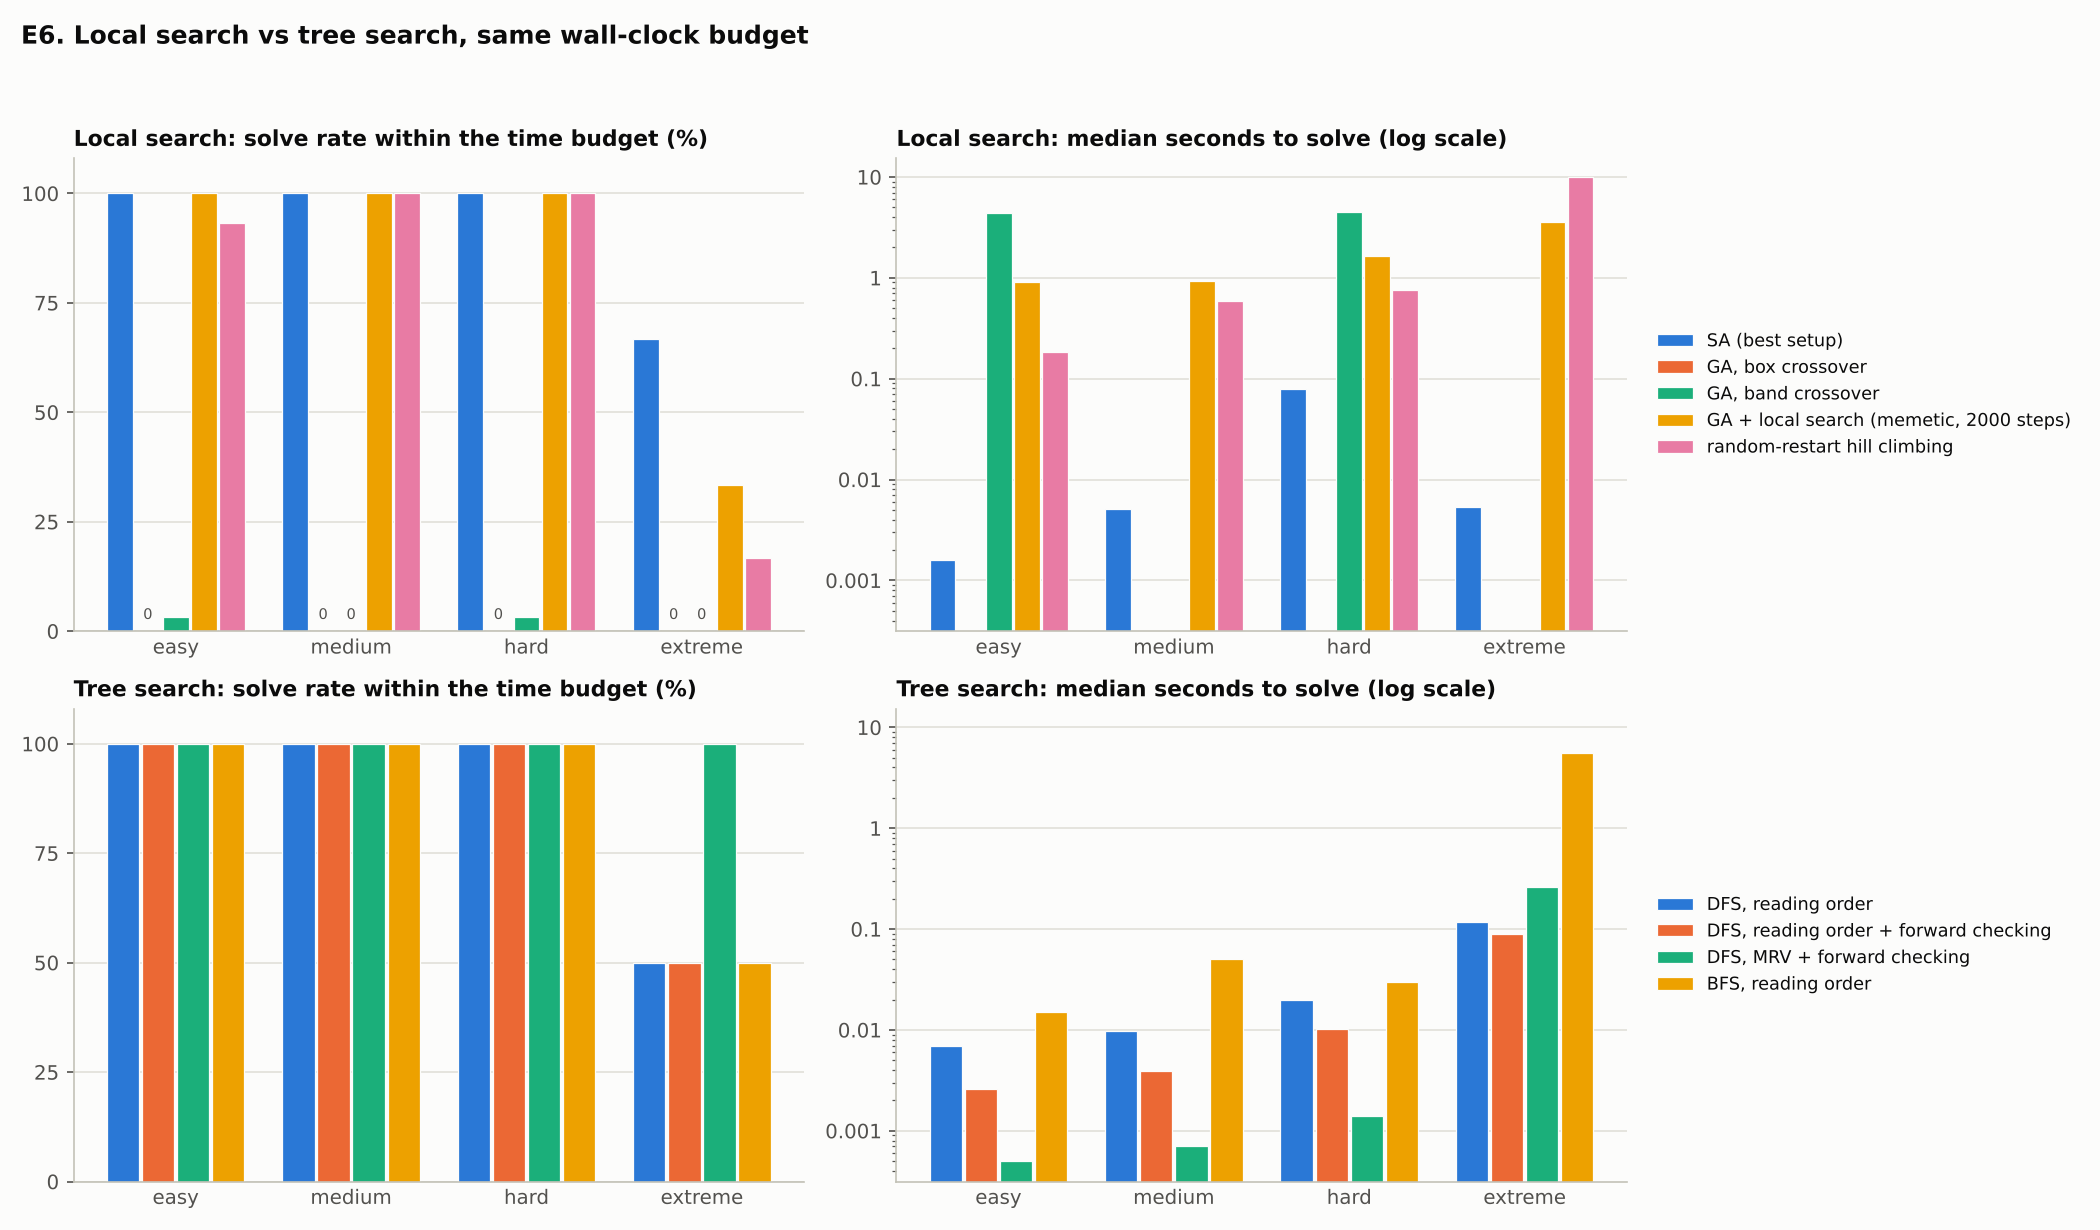 E6. Local search vs tree search, same wall-clock budget
Local search: solve rate within the time budget (%)
100
75
50
25
0
0
0 0
0
0 0
easy medium hard extreme
Local search: median seconds to solve (log scale)
10
1
0.1
0.01
0.001
easy medium hard extreme
SA (best setup)
GA, box crossover
GA, band crossover
GA + local search (memetic, 2000 steps)
random-restart hill climbing
Tree search: solve rate within the time budget (%)
100
75
50
25
0
easy medium hard extreme
Tree search: median seconds to solve (log scale)
10
1
0.1
0.01
0.001
easy medium hard extreme
DFS, reading order
DFS, reading order + forward checking
DFS, MRV + forward checking
BFS, reading order